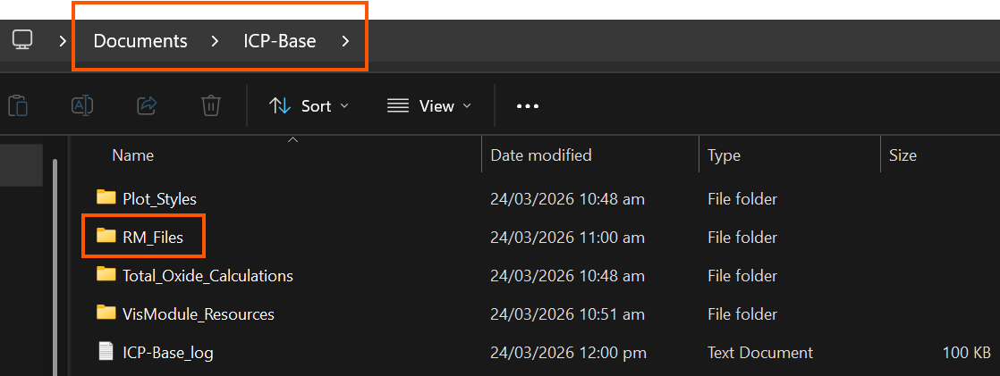 Documents > ICP-Base >
Sort View ...
Name Date modified Type Size
Plot_Styles 24/03/2026 10:48 am File folder
RM_Files 24/03/2026 11:00 am File folder
Total_Oxide_Calculations 24/03/2026 10:48 am File folder
VisModule_Resources 24/03/2026 10:51 am File folder
ICP-Base_log 24/03/2026 12:00 pm Text Document 100 KB